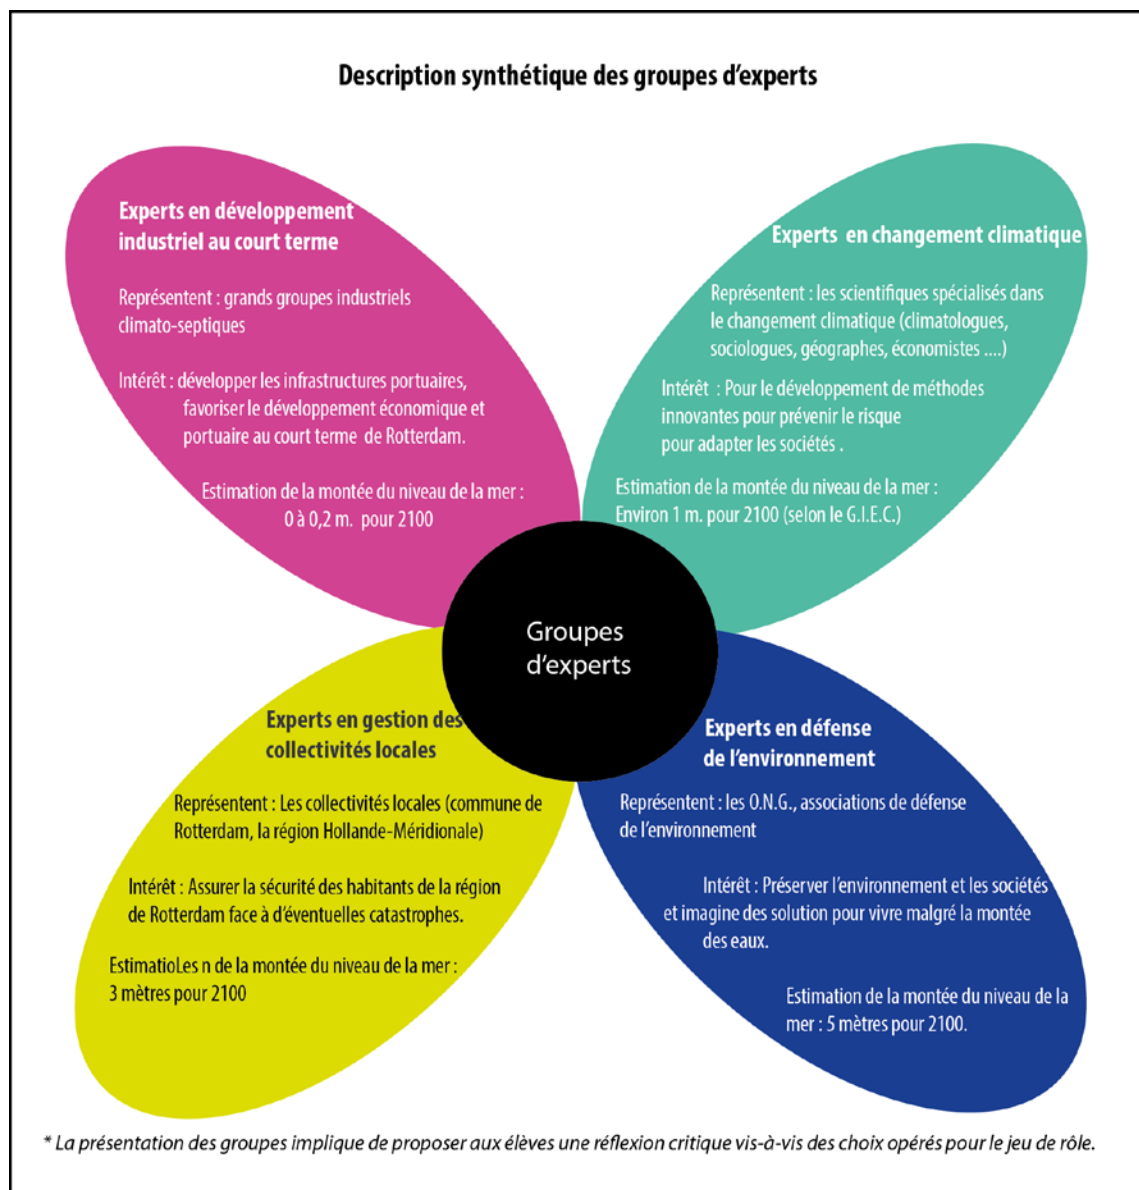 Description synthétique des groupes d'experts
Experts en développement
industriel au court terme
Représentent : grands groupes industriels
climato-septiques
Intérêt : développer les infrastructures portuaires,
favoriser le développement économique et
portuaire au court terme de Rotterdam.
Estimation de la montée du niveau de la mer :
0 à 0,2 m. pour 2100
Experts en changement climatique
Représentent : les scientifiques spécialisés dans
le changement climatique (climatologues,
sociologues, géographes, économistes ....)
Intérêt : Pour le développement de méthodes
innovantes pour prévenir le risque
pour adapter les sociétés .
Estimation de la montée du niveau de la mer :
Environ 1 m. pour 2100 (selon le G.I.E.C.)
Groupes
d'experts
Experts en gestion des
collectivités locales
Représentent : Les collectivités locales (commune de
Rotterdam, la région Hollande-Méridionale)
Intérêt : Assurer la sécurité des habitants de la région
de Rotterdam face à d'éventuelles catastrophes.
EstimatioLes n de la montée du niveau de la mer :
3 mètres pour 2100
Experts en défense
de l'environnement
Représentent : les O.N.G., associations de défense
de l'environnement
Intérêt : Préserver l'environnement et les sociétés
et imagine des solution pour vivre malgré la montée
des eaux.
Estimation de la montée du niveau de la
mer : 5 mètres pour 2100.
* La présentation des groupes implique de proposer aux élèves une réflexion critique vis-à-vis des choix opérés pour le jeu de rôle.